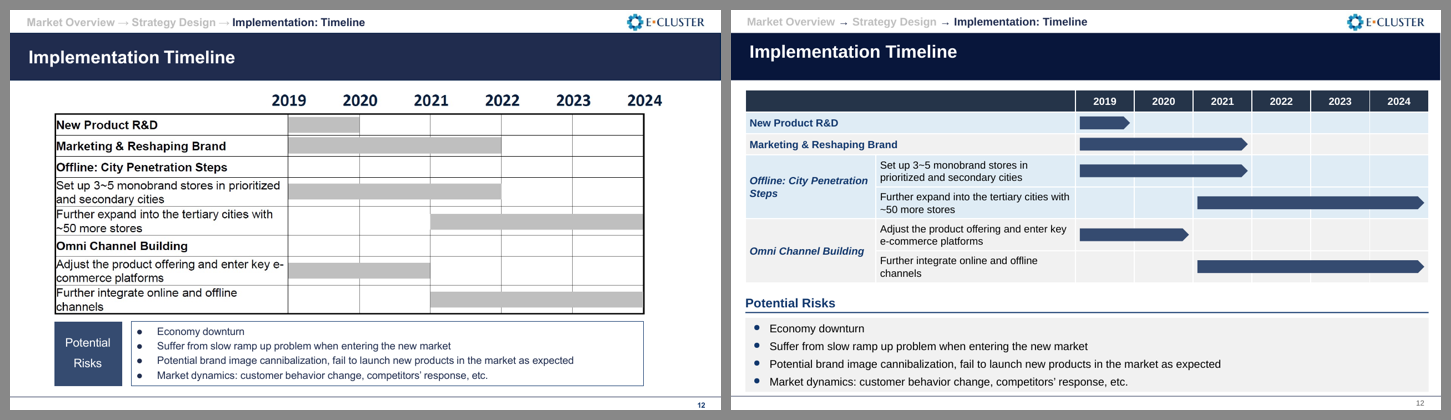 Market Overview → Strategy Design → Implementation: Timeline
E•CLUSTER
Implementation Timeline
2019 2020 2021 2022 2023 2024
New Product R&D
Marketing & Reshaping Brand
Offline: City Penetration Steps
Set up 3~5 monobrand stores in prioritized
and secondary cities
Further expand into the tertiary cities with
~50 more stores
Omni Channel Building
Adjust the product offering and enter key e-
commerce platforms
Further integrate online and offline
channels
Potential
Risks
● Economy downturn
● Suffer from slow ramp up problem when entering the new market
● Potential brand image cannibalization, fail to launch new products in the market as expected
● Market dynamics: customer behavior change, competitors’ response, etc.
12
Market Overview → Strategy Design → Implementation: Timeline
E•CLUSTER
Implementation Timeline
2019 2020 2021 2022 2023 2024
New Product R&D
Marketing & Reshaping Brand
Offline: City Penetration
Steps
Set up 3~5 monobrand stores in
prioritized and secondary cities
Further expand into the tertiary cities with
~50 more stores
Omni Channel Building
Adjust the product offering and enter key
e-commerce platforms
Further integrate online and offline
channels
Potential Risks
● Economy downturn
● Suffer from slow ramp up problem when entering the new market
● Potential brand image cannibalization, fail to launch new products in the market as expected
● Market dynamics: customer behavior change, competitors’ response, etc.
12